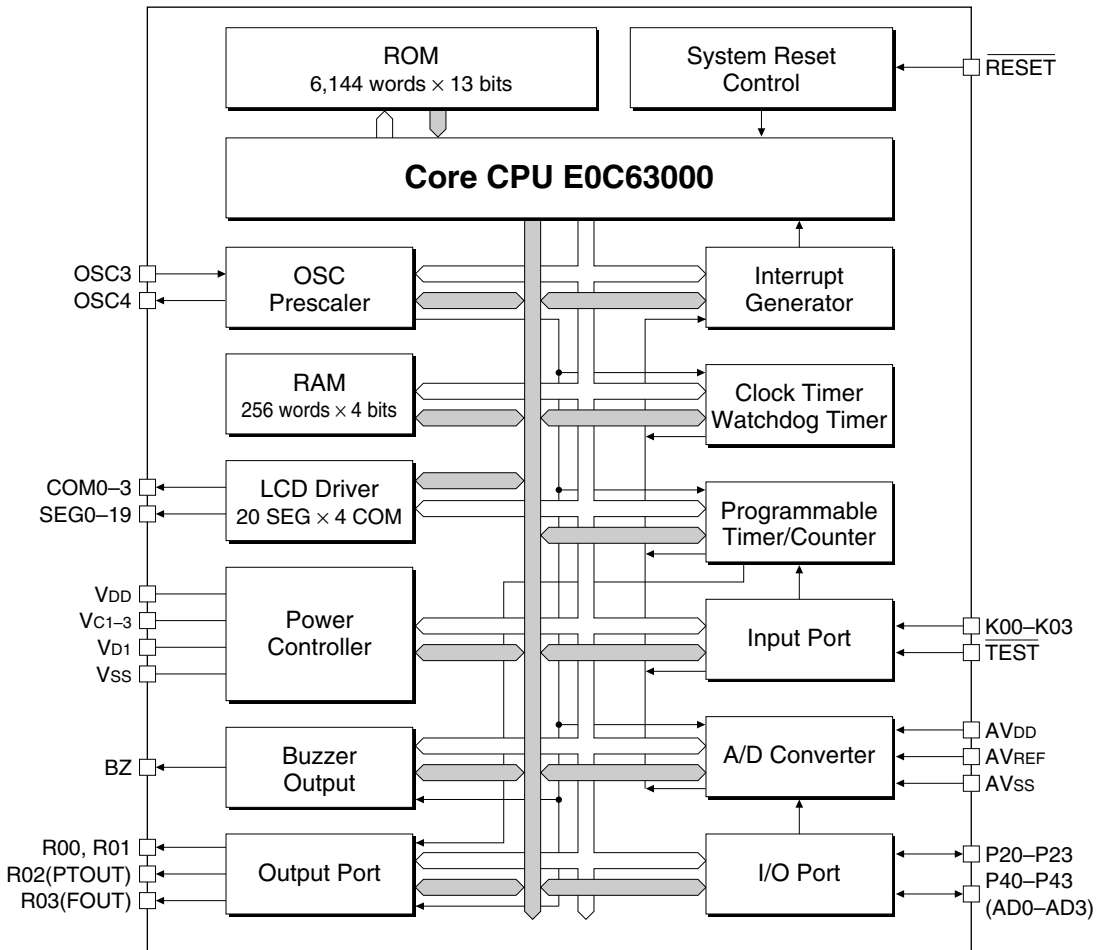 ROM
6,144 words × 13 bits
System Reset
Control
RESET
Core CPU E0C63000
OSC3
OSC4
OSC
Prescaler
Interrupt
Generator
RAM
256 words × 4 bits
Clock Timer
Watchdog Timer
COM0–3
SEG0–19
LCD Driver
20 SEG × 4 COM
Programmable
Timer/Counter
VDD
VC1–3
VD1
VSS
Power
Controller
Input Port
K00–K03
TEST
BZ
Buzzer
Output
A/D Converter
AVDD
AVREF
AVSS
R00, R01
R02(PTOUT)
R03(FOUT)
Output Port
I/O Port
P20–P23
P40–P43
(AD0–AD3)